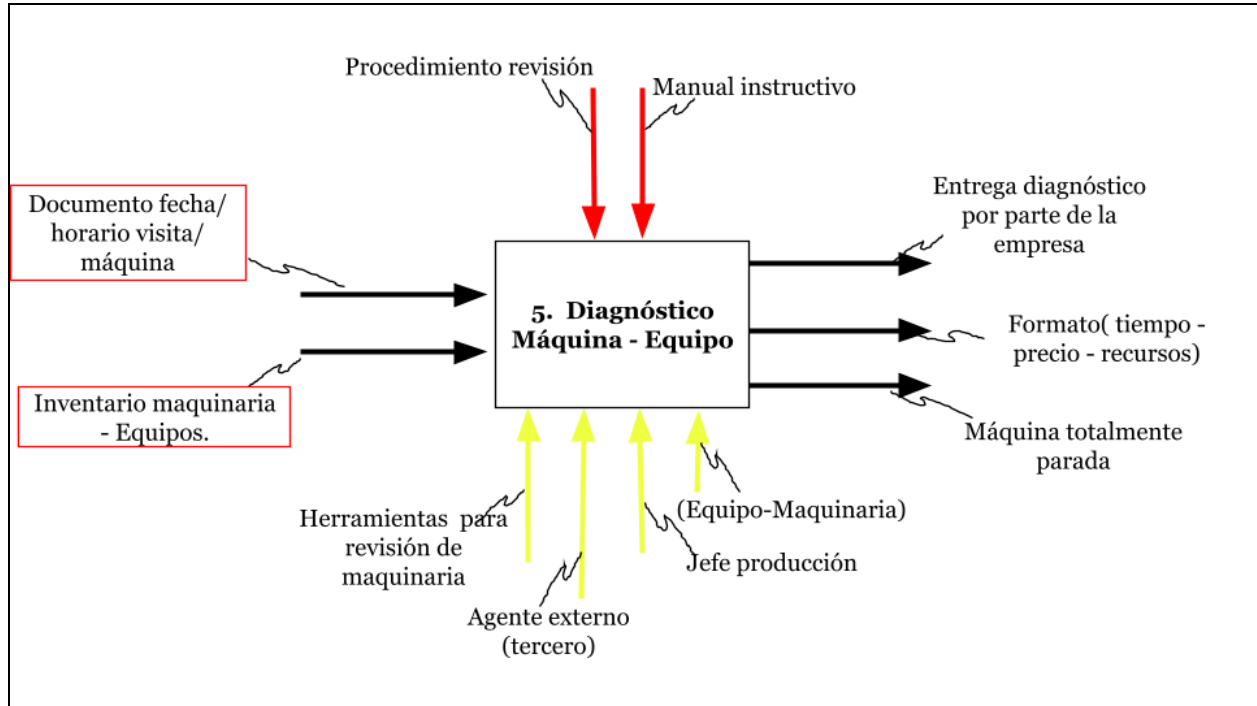 Procedimiento revisión
Manual instructivo
Documento fecha/
horario visita/
máquina
Entrega diagnóstico
por parte de la
empresa
5. Diagnóstico
Máquina - Equipo
Formato( tiempo -
precio - recursos)
Inventario maquinaria
- Equipos.
Máquina totalmente
parada
Herramientas para
revisión de
maquinaria
(Equipo-Maquinaria)
Jefe producción
Agente externo
(tercero)